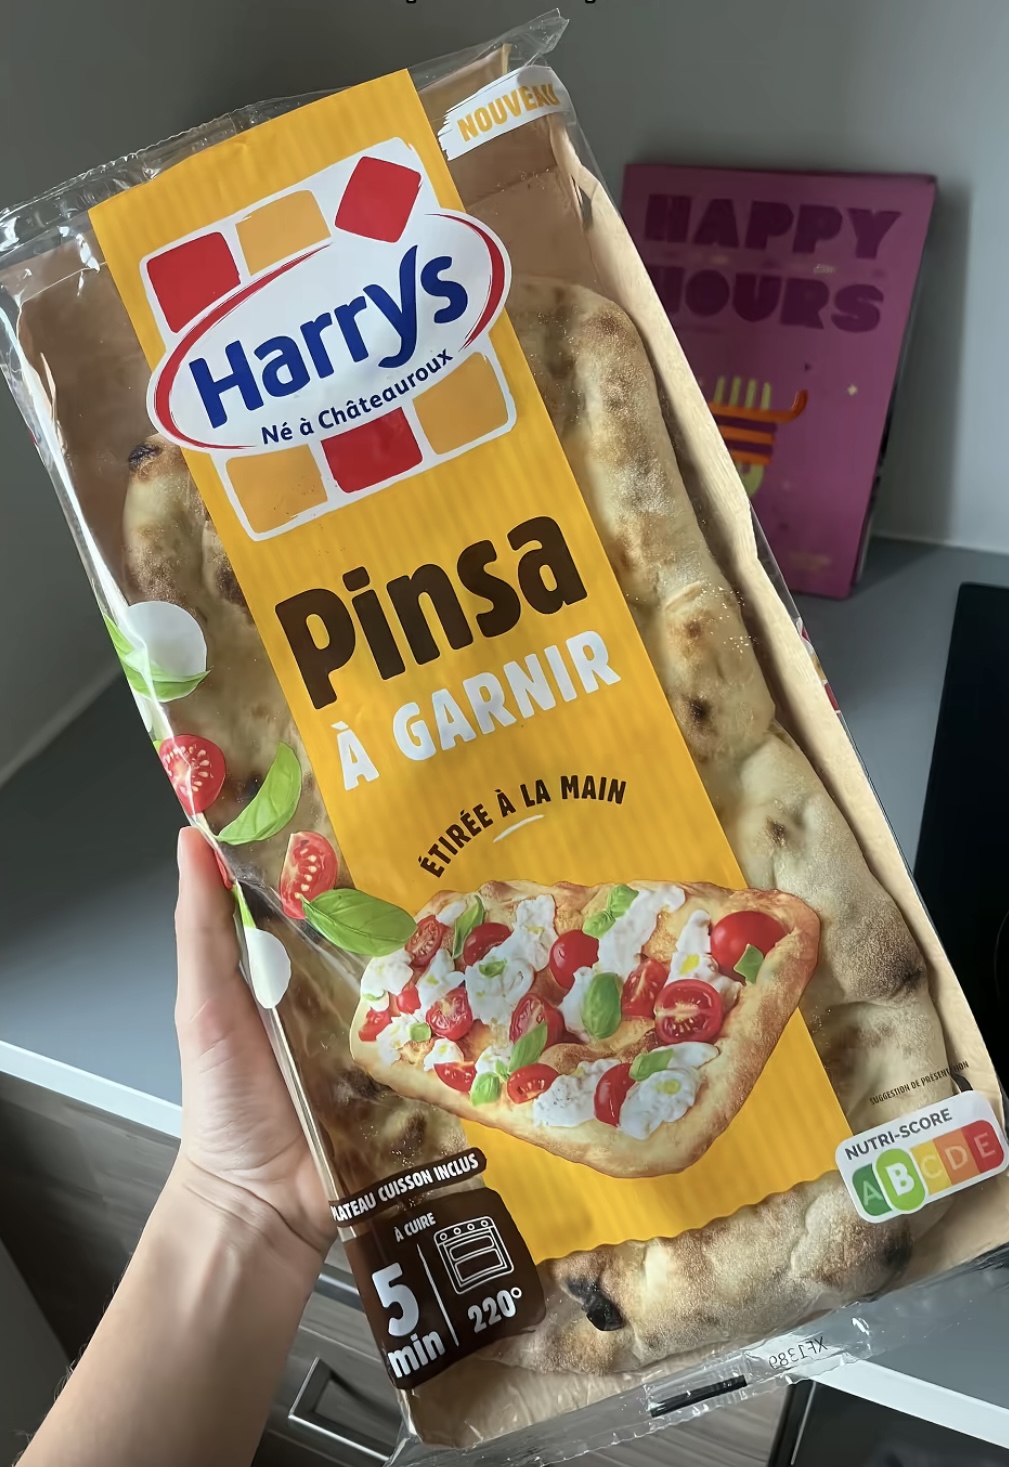 NOUVEAU
HAPPY
HOURS
Harrys
Né à Châteauroux
Pinsa
À GARNIR
ÉTIRÉE À LA MAIN
SUGGESTION DE PRÉSENTATION
NUTRI-SCORE
A B C D E
PLATEAU CUISSON INCLUS
À CUIRE
5
min
220°
XF1389